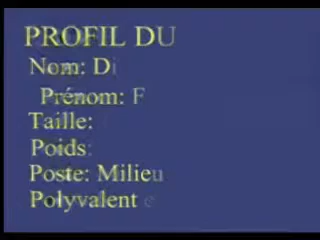 PROFIL DU
Nom: Di
Prénom: F
Taille:
Poids:
Poste: Milieu
Polyvalent e